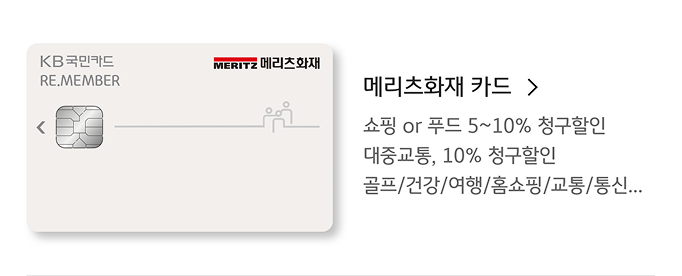 KB국민카드
RE.MEMBER
MERITZ 메리츠화재
메리츠화재 카드 >
쇼핑 or 푸드 5~10% 청구할인
대중교통, 10% 청구할인
골프/건강/여행/홈쇼핑/교통/통신...